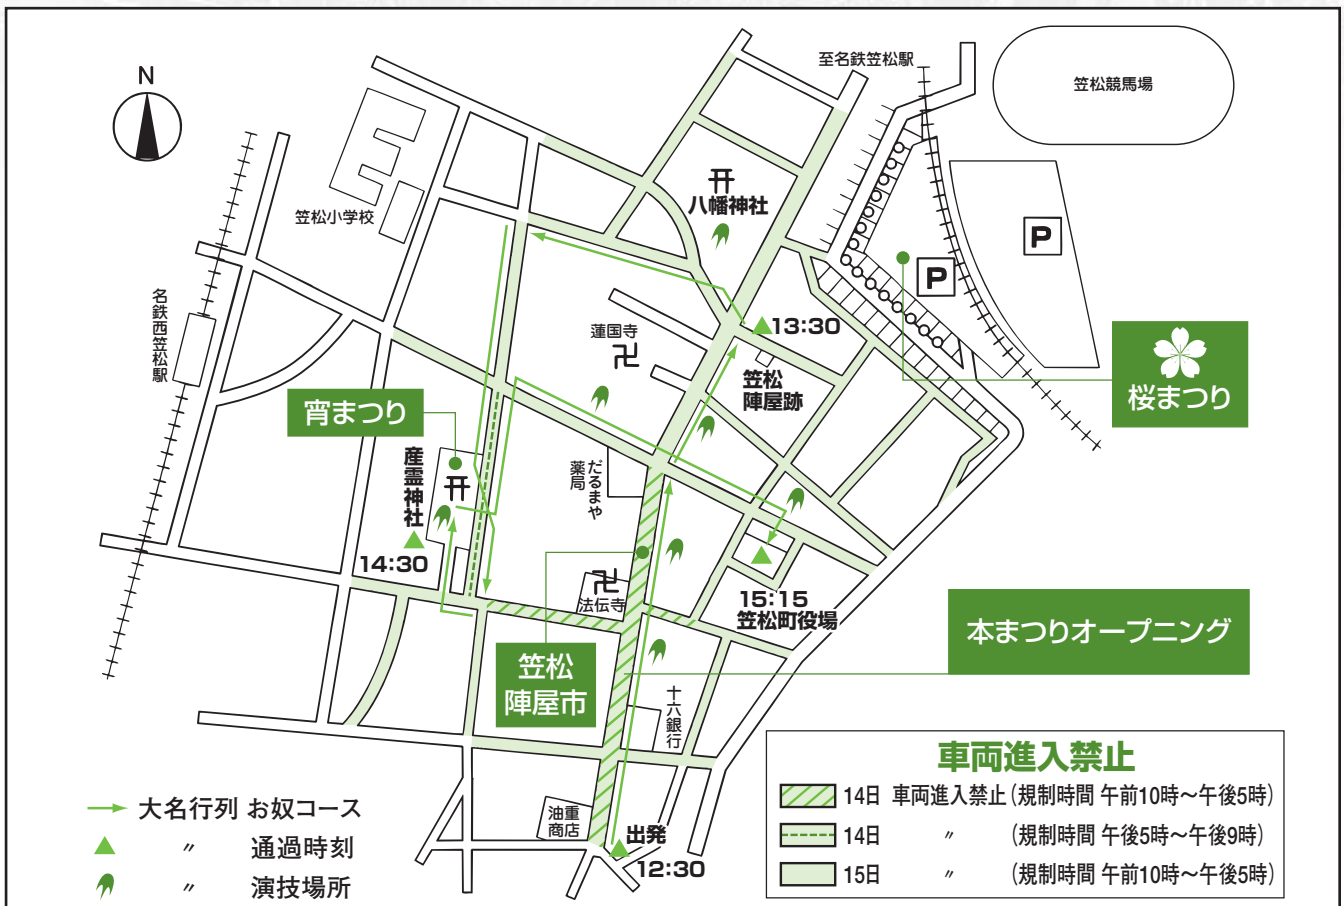 N
至名鉄笠松駅
笠松競馬場
笠松小学校
八幡神社
P
P
名鉄西笠松駅
蓮国寺
13:30
笠松
陣屋跡
桜まつり
宵まつり
産霊神社
14:30
だるまや
薬局
法伝寺
15:15
笠松町役場
本まつりオープニング
笠松
陣屋市
十六銀行
油重
商店
出発
12:30
大名行列 お奴コース
〃 通過時刻
〃 演技場所
車両進入禁止
14日 車両進入禁止(規制時間 午前10時〜午後5時)
14日 〃 (規制時間 午後5時〜午後9時)
15日 〃 (規制時間 午前10時〜午後5時)